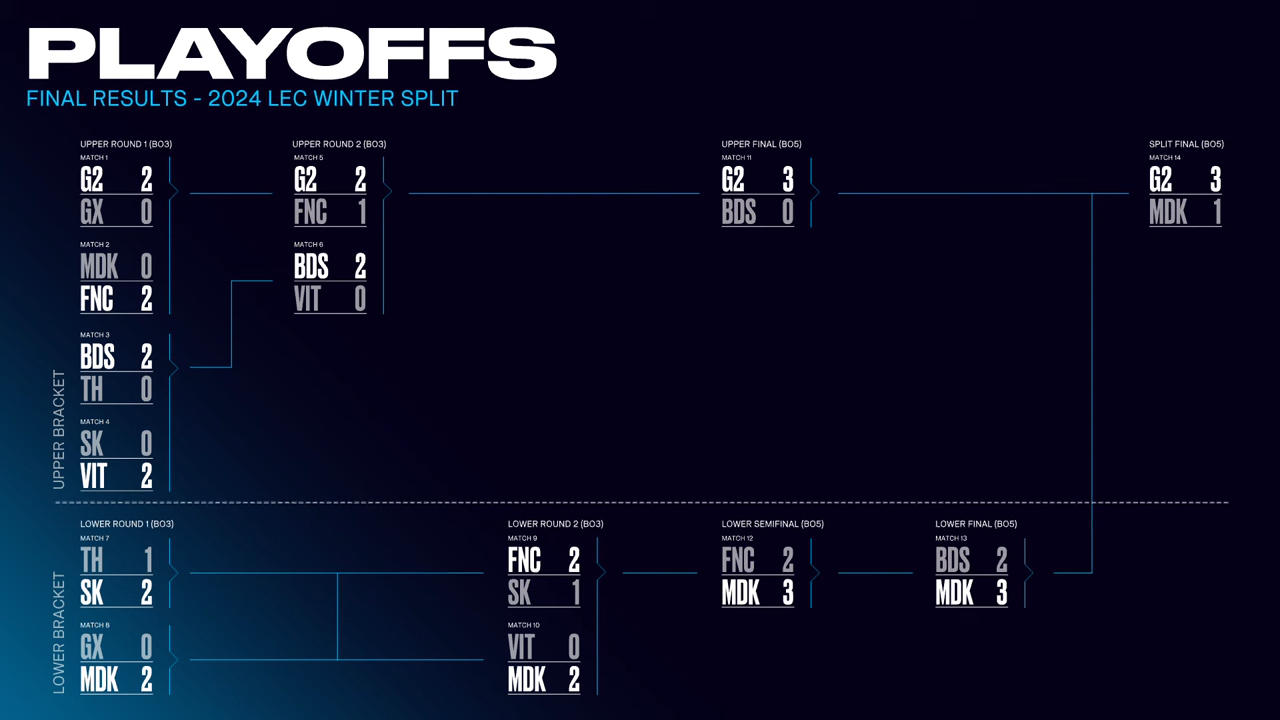 PLAYOFFS
FINAL RESULTS - 2024 LEC WINTER SPLIT
UPPER BRACKET
UPPER ROUND 1 (BO3)
MATCH 1
G2 2
GX 0
MATCH 2
MDK 0
FNC 2
MATCH 3
BDS 2
TH 0
MATCH 4
SK 0
VIT 2
UPPER ROUND 2 (BO3)
MATCH 5
G2 2
FNC 1
MATCH 6
BDS 2
VIT 0
UPPER FINAL (BO5)
MATCH 11
G2 3
BDS 0
SPLIT FINAL (BO5)
MATCH 14
G2 3
MDK 1
LOWER BRACKET
LOWER ROUND 1 (BO3)
MATCH 7
TH 1
SK 2
MATCH 8
GX 0
MDK 2
LOWER ROUND 2 (BO3)
MATCH 9
FNC 2
SK 1
MATCH 10
VIT 0
MDK 2
LOWER SEMIFINAL (BO5)
MATCH 12
FNC 2
MDK 3
LOWER FINAL (BO5)
MATCH 13
BDS 2
MDK 3